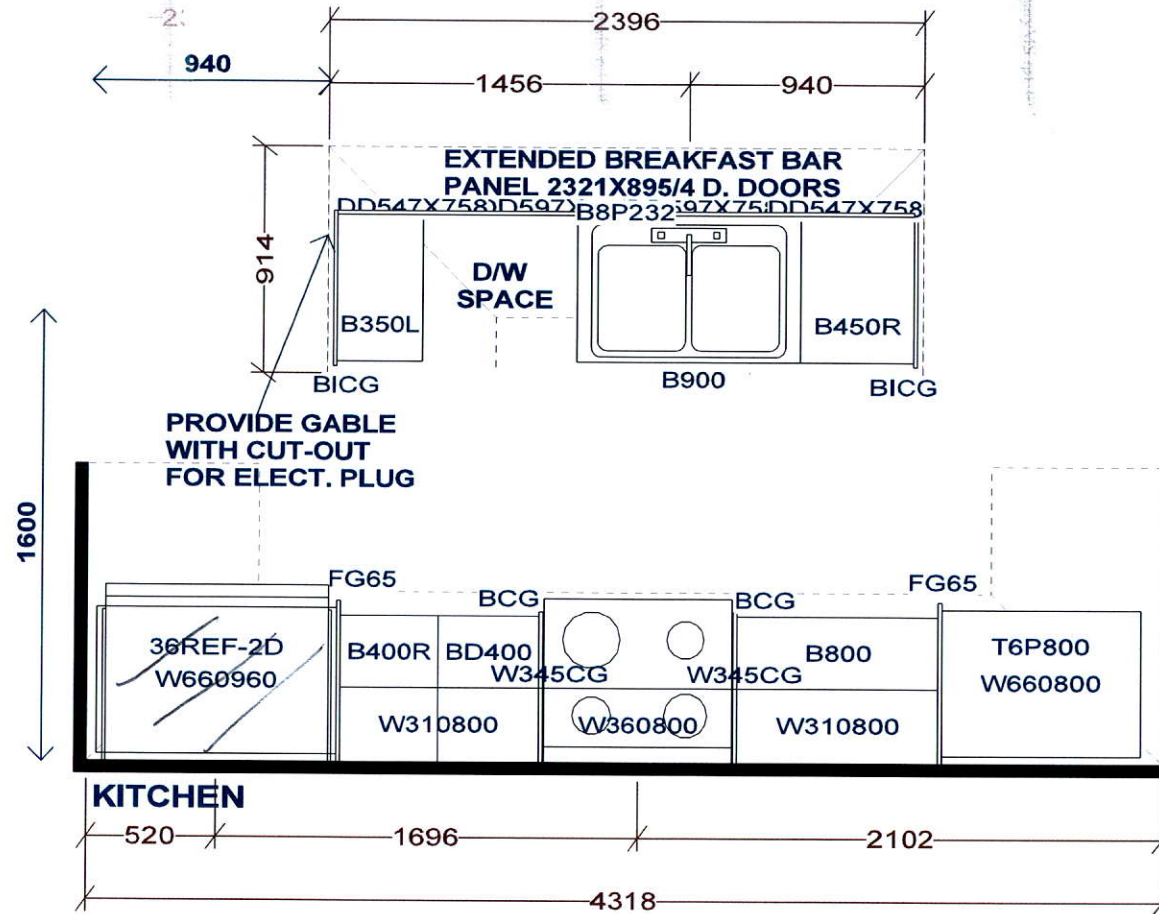 2396
940
1456
940
EXTENDED BREAKFAST BAR
PANEL 2321X895/4 D. DOORS
DD547X758
DD547X758
B8P232
914
D/W
SPACE
B350L
B450R
B900
BICG
BICG
PROVIDE GABLE
WITH CUT-OUT
FOR ELECT. PLUG
1600
FG65
BCG
BCG
FG65
36REF-2D
W660960
B400R
BD400
W345CG
W345CG
B800
T6P800
W660800
W310800
W360800
W310800
KITCHEN
520
1696
2102
4318